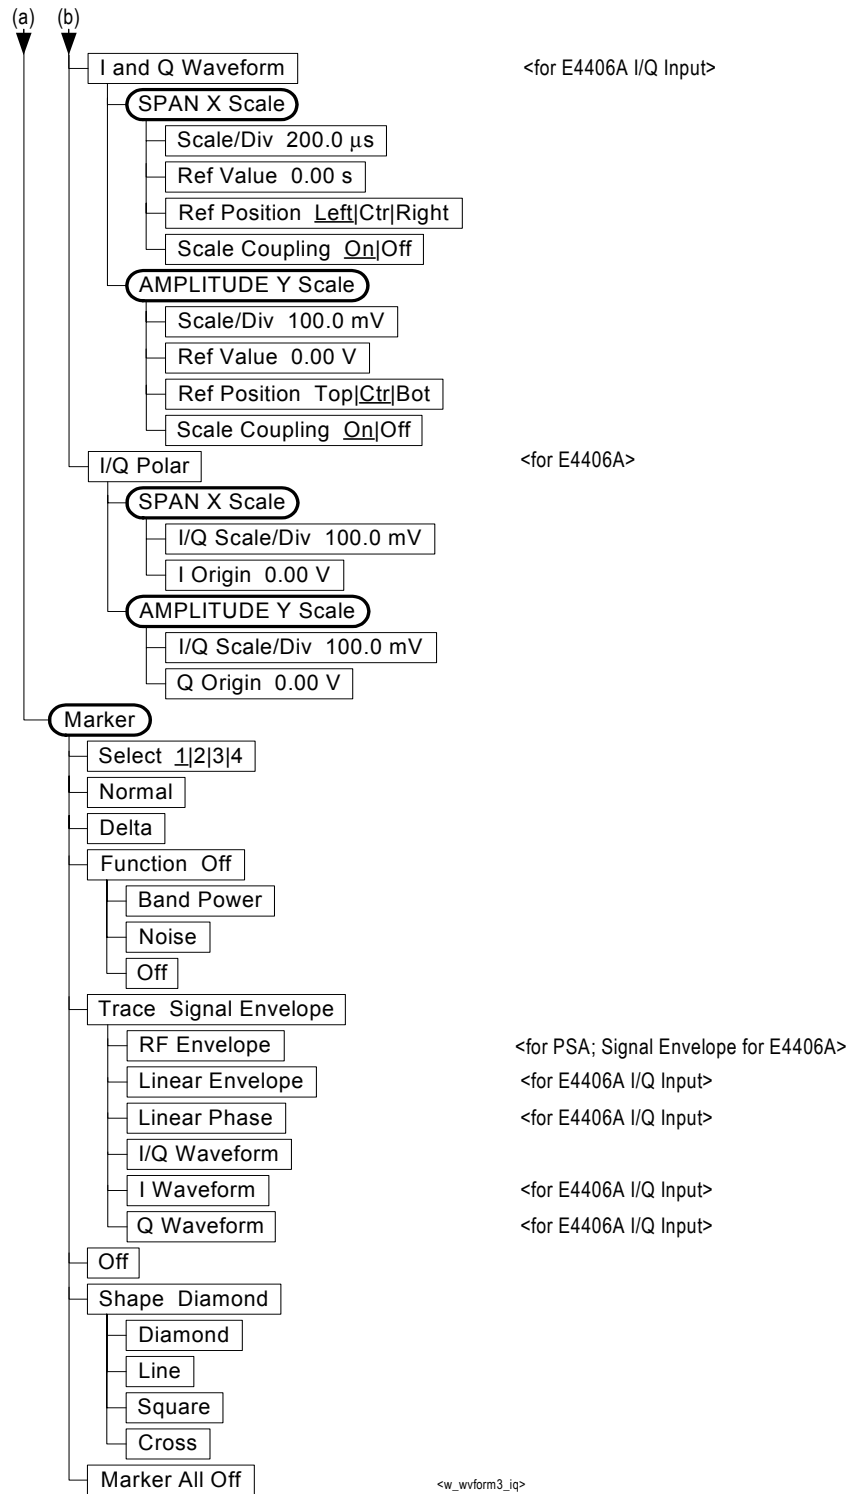 (a) (b)
I and Q Waveform <for E4406A I/Q Input>
SPAN X Scale
Scale/Div 200.0 μs
Ref Value 0.00 s
Ref Position Left|Ctr|Right
Scale Coupling On|Off
AMPLITUDE Y Scale
Scale/Div 100.0 mV
Ref Value 0.00 V
Ref Position Top|Ctr|Bot
Scale Coupling On|Off
I/Q Polar <for E4406A>
SPAN X Scale
I/Q Scale/Div 100.0 mV
I Origin 0.00 V
AMPLITUDE Y Scale
I/Q Scale/Div 100.0 mV
Q Origin 0.00 V
Marker
Select 1|2|3|4
Normal
Delta
Function Off
Band Power
Noise
Off
Trace Signal Envelope
RF Envelope <for PSA; Signal Envelope for E4406A>
Linear Envelope <for E4406A I/Q Input>
Linear Phase <for E4406A I/Q Input>
I/Q Waveform
I Waveform <for E4406A I/Q Input>
Q Waveform <for E4406A I/Q Input>
Off
Shape Diamond
Diamond
Line
Square
Cross
Marker All Off <w_wvform3_iq>